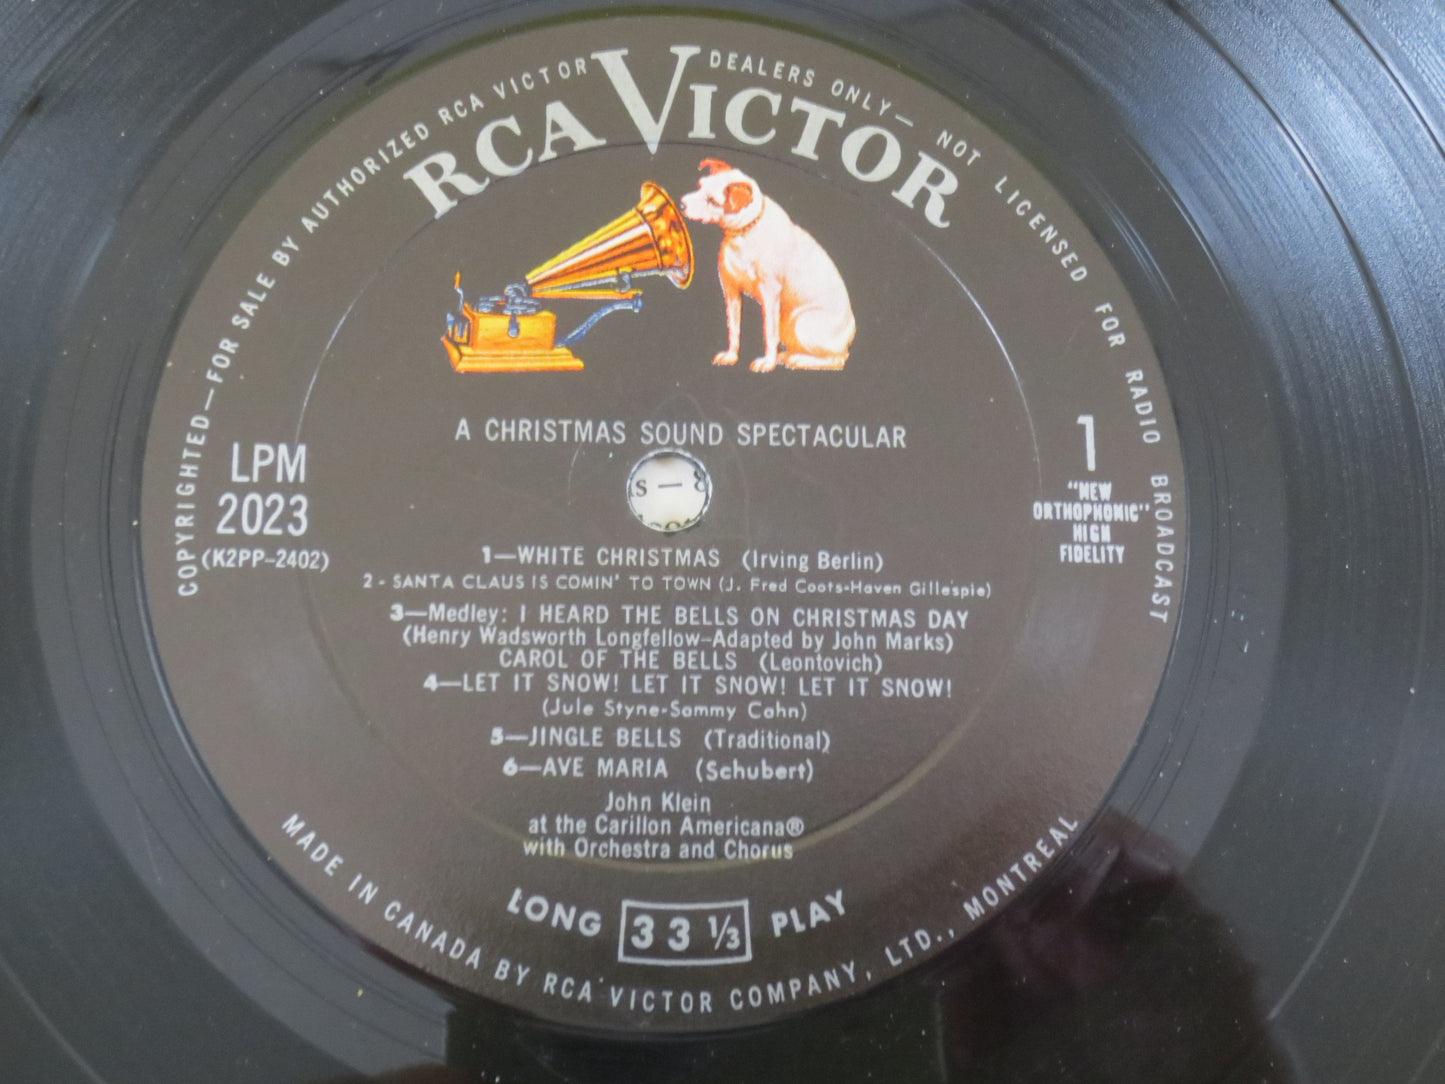 COPYRIGHTED—FOR SALE BY AUTHORIZED RCA VICTOR DEALERS ONLY— NOT LICENSED FOR RADIO BROADCAST
RCA VICTOR
A CHRISTMAS SOUND SPECTACULAR
LPM
2023
(K2PP-2402)
1
"NEW
ORTHOPHONIC"
HIGH
FIDELITY
1—WHITE CHRISTMAS (Irving Berlin)
2 - SANTA CLAUS IS COMIN' TO TOWN (J. Fred Coots-Haven Gillespie)
3—Medley: I HEARD THE BELLS ON CHRISTMAS DAY
(Henry Wadsworth Longfellow-Adapted by John Marks)
CAROL OF THE BELLS (Leontovich)
4—LET IT SNOW! LET IT SNOW! LET IT SNOW!
(Jule Styne-Sammy Cahn)
5—JINGLE BELLS (Traditional)
6—AVE MARIA (Schubert)
John Klein
at the Carillon Americana®
with Orchestra and Chorus
LONG 33 1/3 PLAY
MADE IN CANADA BY RCA VICTOR COMPANY, LTD., MONTREAL